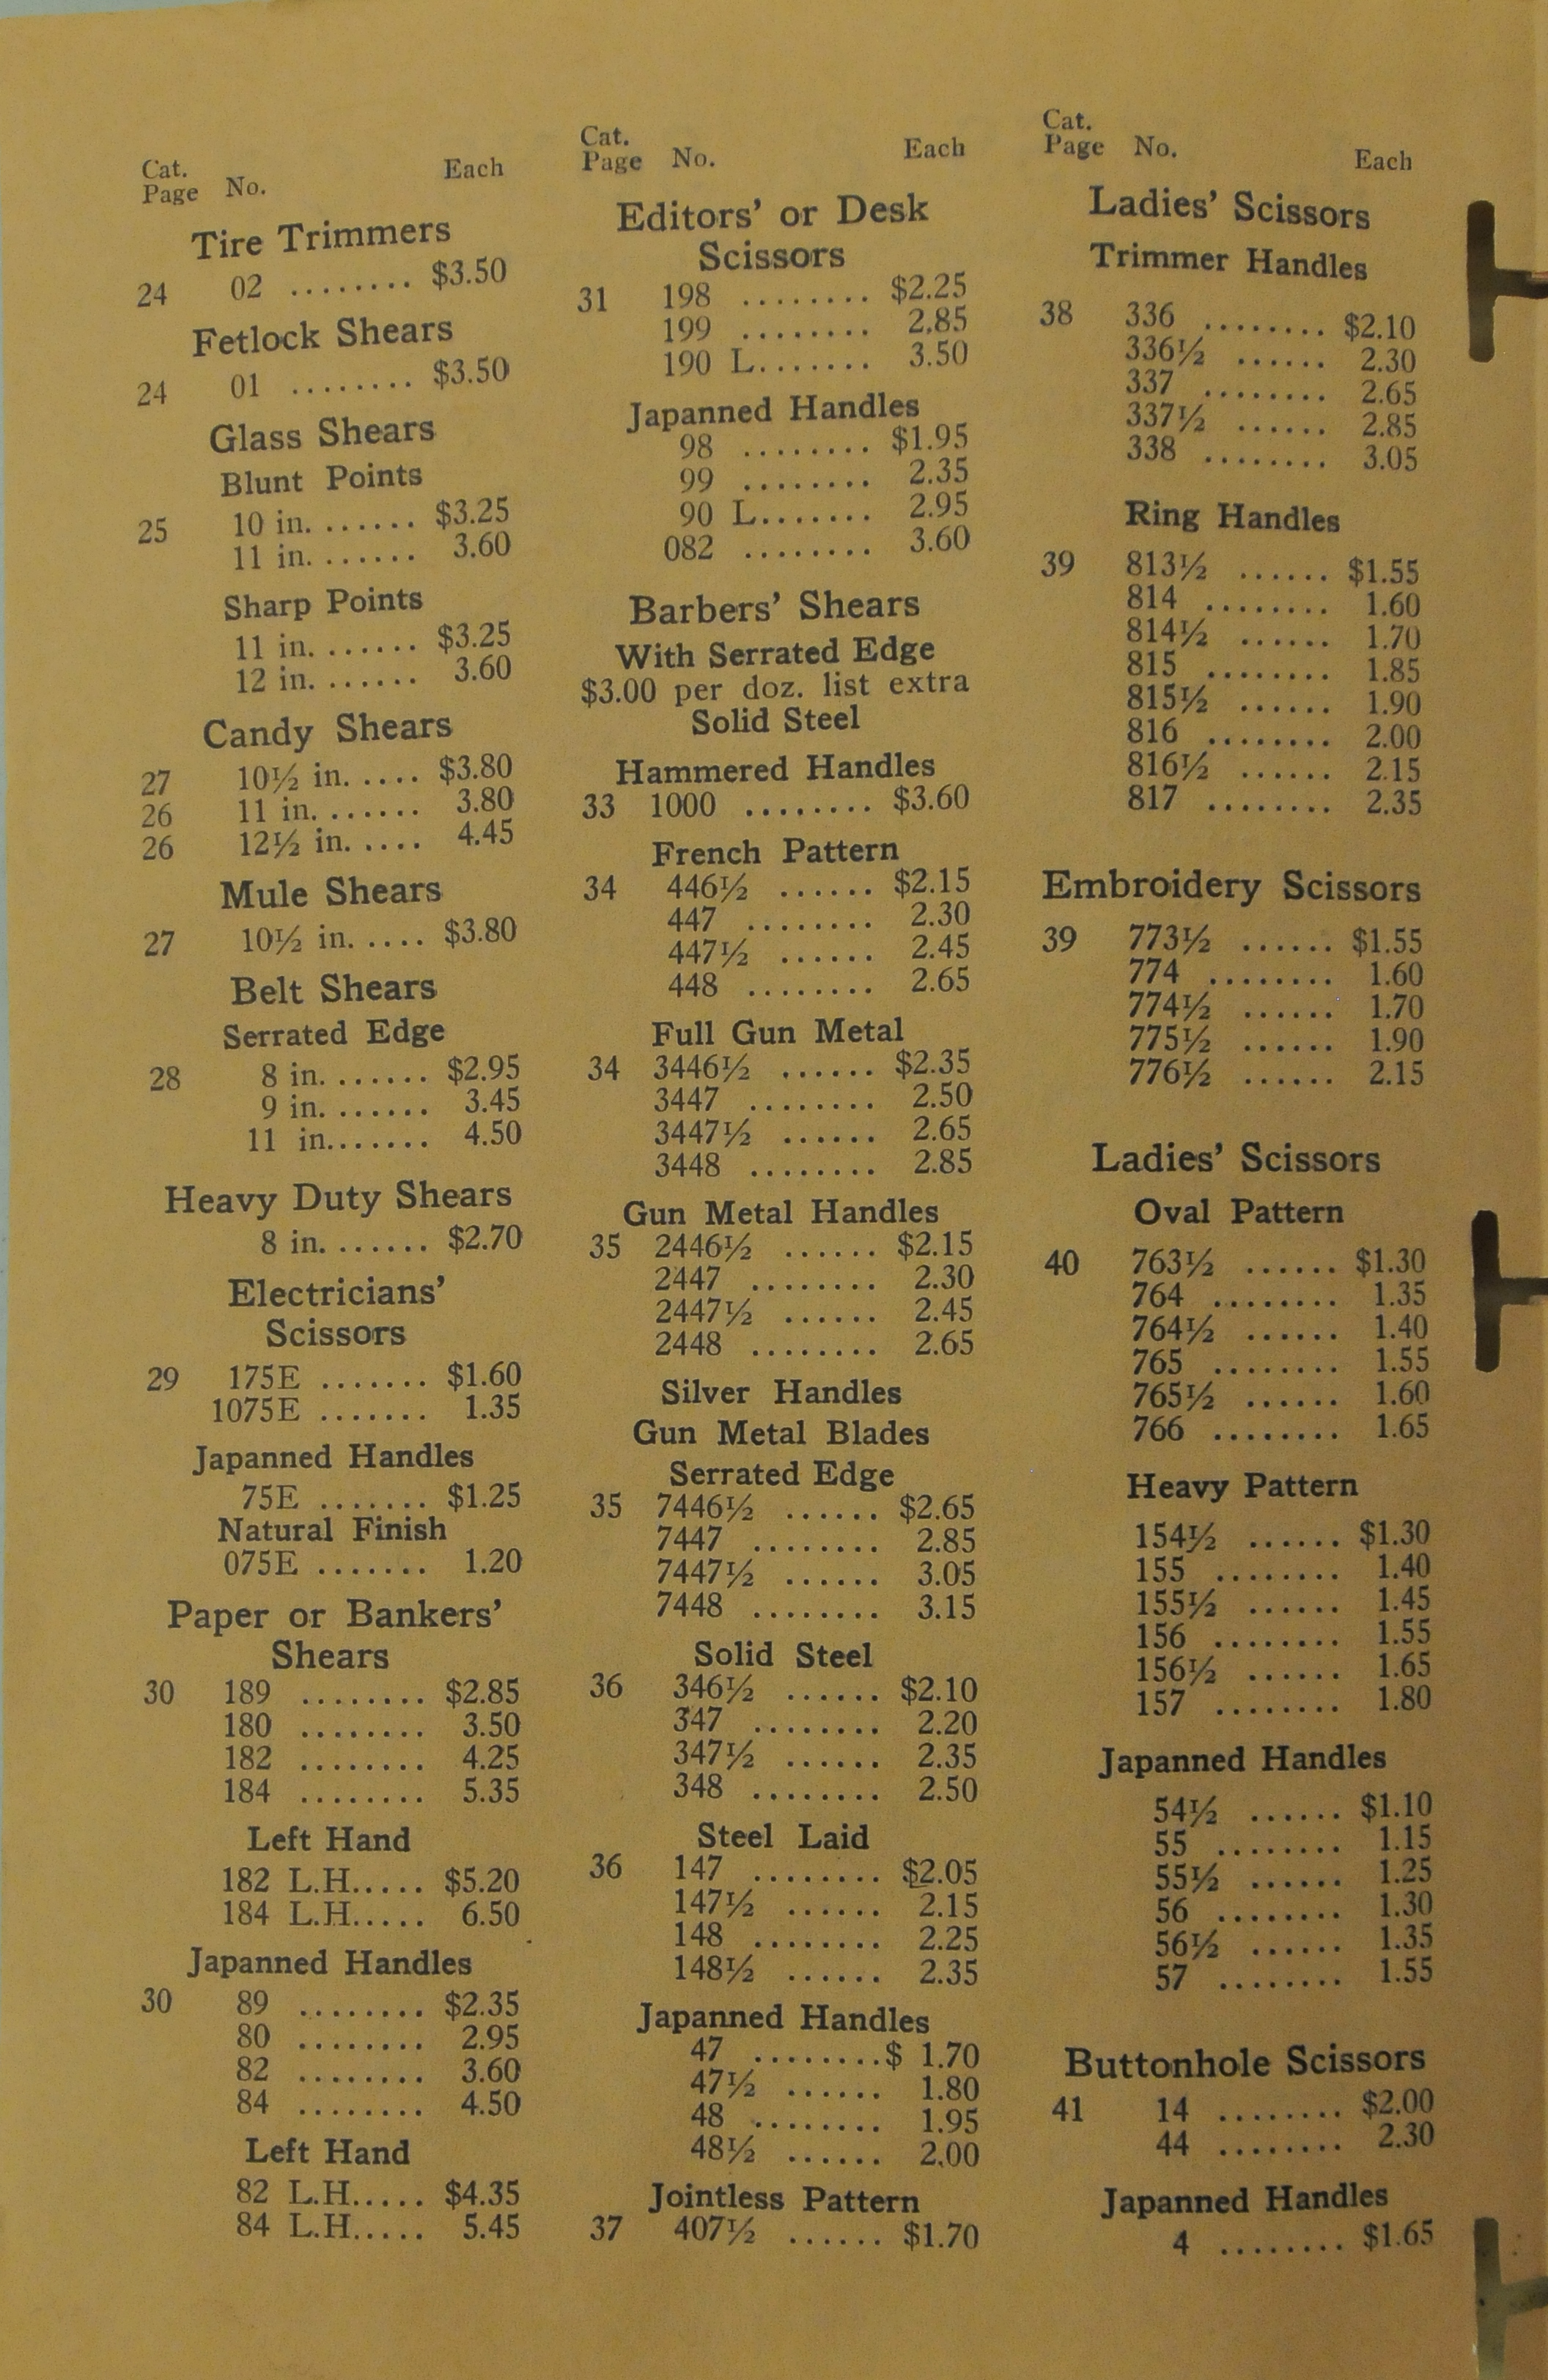 Cat.
Page No. Each
Tire Trimmers
24 02 ........ $3.50
Fetlock Shears
24 01 ........ $3.50
Glass Shears
Blunt Points
25 10 in. ...... $3.25
11 in. ...... 3.60
Sharp Points
11 in. ...... $3.25
12 in. ...... 3.60
Candy Shears
27 10½ in. .... $3.80
26 11 in. ...... 3.80
26 12½ in. .... 4.45
Mule Shears
27 10½ in. .... $3.80
Belt Shears
Serrated Edge
28 8 in. ...... $2.95
9 in. ...... 3.45
11 in....... 4.50
Heavy Duty Shears
8 in. ...... $2.70
Electricians'
Scissors
29 175E ....... $1.60
1075E ....... 1.35
Japanned Handles
75E ....... $1.25
Natural Finish
075E ....... 1.20
Paper or Bankers'
Shears
30 189 ........ $2.85
180 ........ 3.50
182 ........ 4.25
184 ........ 5.35
Left Hand
182 L.H..... $5.20
184 L.H..... 6.50
Japanned Handles
30 89 ........ $2.35
80 ........ 2.95
82 ........ 3.60
84 ........ 4.50
Left Hand
82 L.H..... $4.35
84 L.H..... 5.45
Cat.
Page No. Each
Editors' or Desk
Scissors
31 198 ........ $2.25
199 ........ 2.85
190 L....... 3.50
Japanned Handles
98 ........ $1.95
99 ........ 2.35
90 L....... 2.95
082 ........ 3.60
Barbers' Shears
With Serrated Edge
$3.00 per doz. list extra
Solid Steel
Hammered Handles
33 1000 ........ $3.60
French Pattern
34 446½ ...... $2.15
447 ........ 2.30
447½ ...... 2.45
448 ........ 2.65
Full Gun Metal
34 3446½ ...... $2.35
3447 ........ 2.50
3447½ ...... 2.65
3448 ........ 2.85
Gun Metal Handles
35 2446½ ...... $2.15
2447 ........ 2.30
2447½ ...... 2.45
2448 ........ 2.65
Silver Handles
Gun Metal Blades
Serrated Edge
35 7446½ ...... $2.65
7447 ........ 2.85
7447½ ...... 3.05
7448 ........ 3.15
Solid Steel
36 346½ ...... $2.10
347 ........ 2.20
347½ ...... 2.35
348 ........ 2.50
Steel Laid
36 147 ........ $2.05
147½ ...... 2.15
148 ........ 2.25
148½ ...... 2.35
Japanned Handles
47 ........$ 1.70
47½ ...... 1.80
48 ........ 1.95
48½ ...... 2.00
Jointless Pattern
37 407½ ...... $1.70
Cat.
Page No. Each
Ladies' Scissors
Trimmer Handles
38 336 ........ $2.10
336½ ...... 2.30
337 ........ 2.65
337½ ...... 2.85
338 ........ 3.05
Ring Handles
39 813½ ...... $1.55
814 ........ 1.60
814½ ...... 1.70
815 ........ 1.85
815½ ...... 1.90
816 ........ 2.00
816½ ...... 2.15
817 ........ 2.35
Embroidery Scissors
39 773½ ...... $1.55
774 ........ 1.60
774½ ...... 1.70
775½ ...... 1.90
776½ ...... 2.15
Ladies' Scissors
Oval Pattern
40 763½ ...... $1.30
764 ........ 1.35
764½ ...... 1.40
765 ........ 1.55
765½ ...... 1.60
766 ........ 1.65
Heavy Pattern
154½ ...... $1.30
155 ........ 1.40
155½ ...... 1.45
156 ........ 1.55
156½ ...... 1.65
157 ........ 1.80
Japanned Handles
54½ ...... $1.10
55 ........ 1.15
55½ ...... 1.25
56 ........ 1.30
56½ ...... 1.35
57 ........ 1.55
Buttonhole Scissors
41 14 ........ $2.00
44 ........ 2.30
Japanned Handles
4 ........ $1.65